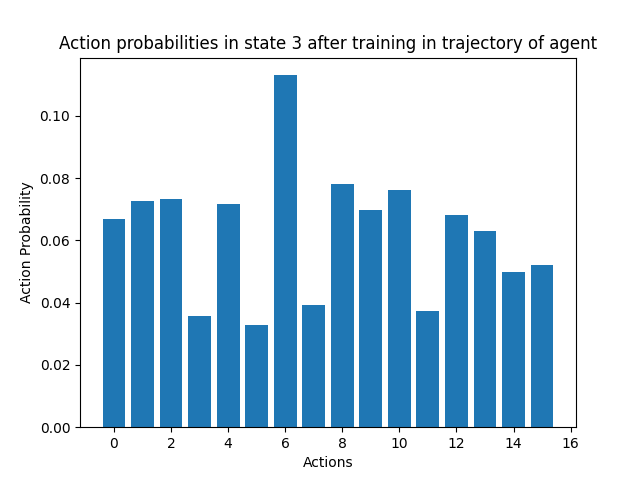 Action probabilities in state 3 after training in trajectory of agent
0.10
0.08
0.06
0.04
0.02
0.00
Action Probability
0 2 4 6 8 10 12 14 16
Actions